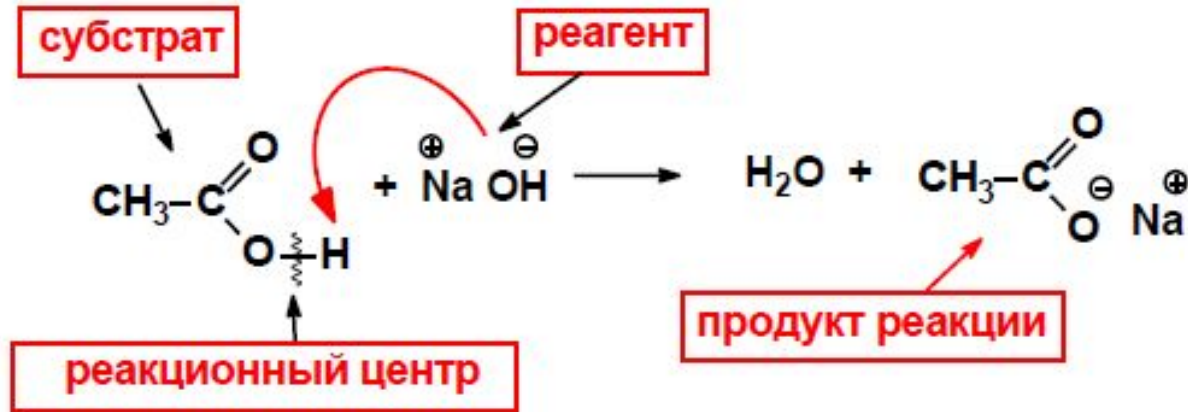 субстрат
реагент
CH₃–C
O
O–H
+ Na⊕ OH⊖
H₂O +
CH₃–C
O
O⊖ Na⊕
продукт реакции
реакционный центр